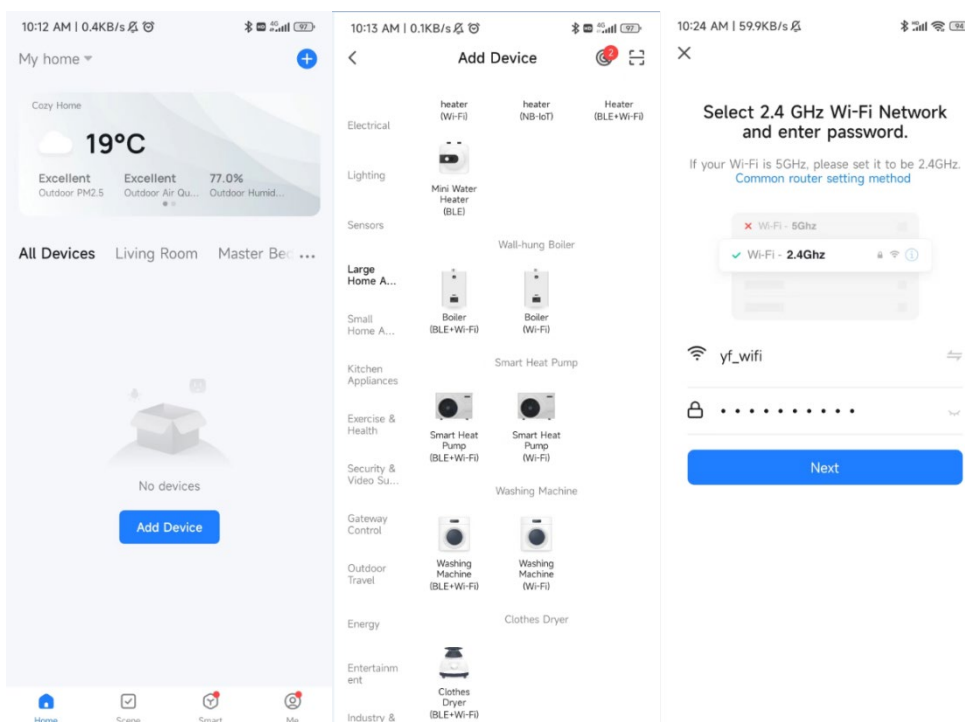 10:12 AM | 0.4KB/s
4G
97
My home
Cozy Home
19°C
Excellent
Excellent
77.0%
Outdoor PM2.5
Outdoor Air Qu...
Outdoor Humid...
All Devices
Living Room
Master Bed
...
No devices
Add Device
Home
Scene
Smart
Me
10:13 AM | 0.1KB/s
4G
97
Add Device
2
Electrical
Lighting
Sensors
Large
Home A...
Small
Home A...
Kitchen
Appliances
Exercise &
Health
Security &
Video Su...
Gateway
Control
Outdoor
Travel
Energy
Entertainm
ent
Industry &
heater
(Wi-Fi)
heater
(NB-IoT)
Heater
(BLE+Wi-Fi)
Mini Water
Heater
(BLE)
Wall-hung Boiler
Boiler
(BLE+Wi-Fi)
Boiler
(Wi-Fi)
Smart Heat Pump
Smart Heat
Pump
(BLE+Wi-Fi)
Smart Heat
Pump
(Wi-Fi)
Washing Machine
Washing
Machine
(BLE+Wi-Fi)
Washing
Machine
(Wi-Fi)
Clothes Dryer
Clothes
Dryer
(BLE+Wi-Fi)
10:24 AM | 59.9KB/s
94
Select 2.4 GHz Wi-Fi Network
and enter password.
If your Wi-Fi is 5GHz, please set it to be 2.4GHz.
Common router setting method
Wi-Fi - 5Ghz
Wi-Fi - 2.4Ghz
yf_wifi
Next